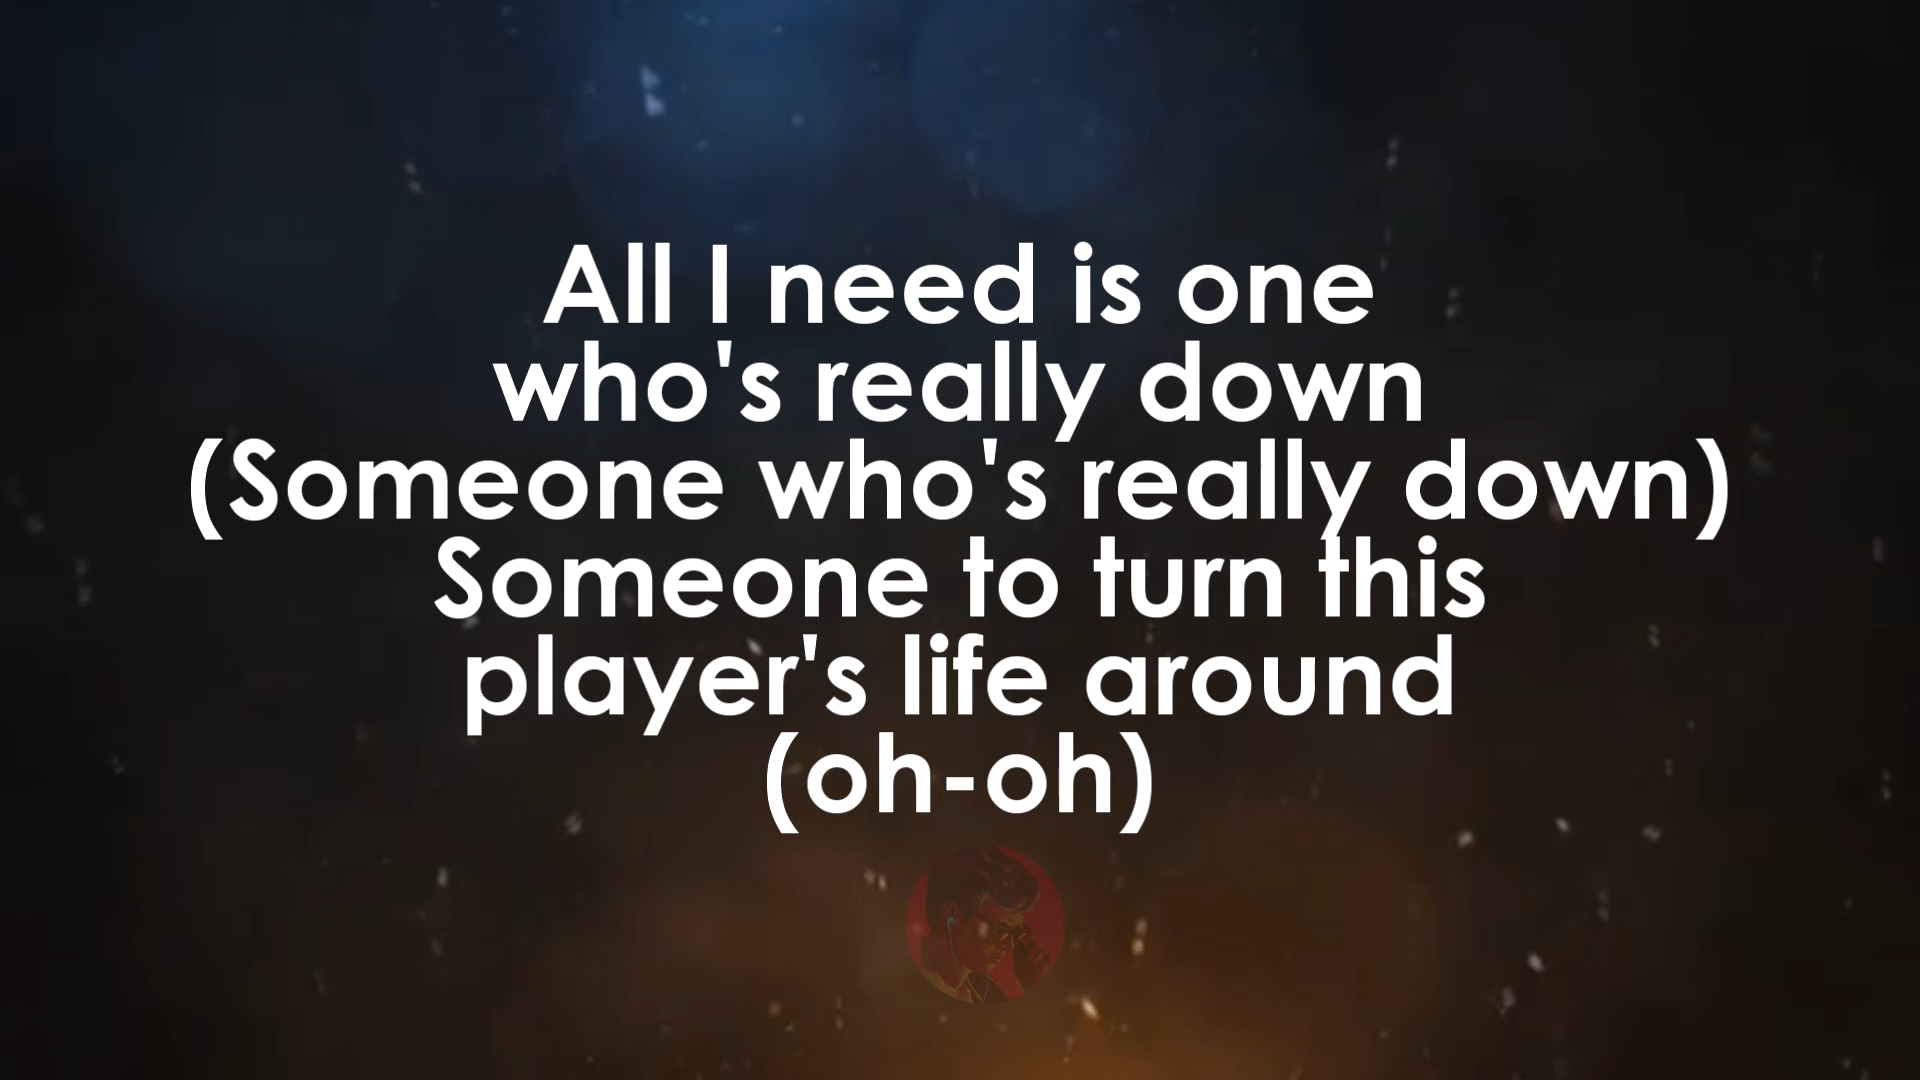 All I need is one
who's really down
(Someone who's really down)
Someone to turn this
player's life around
(oh-oh)